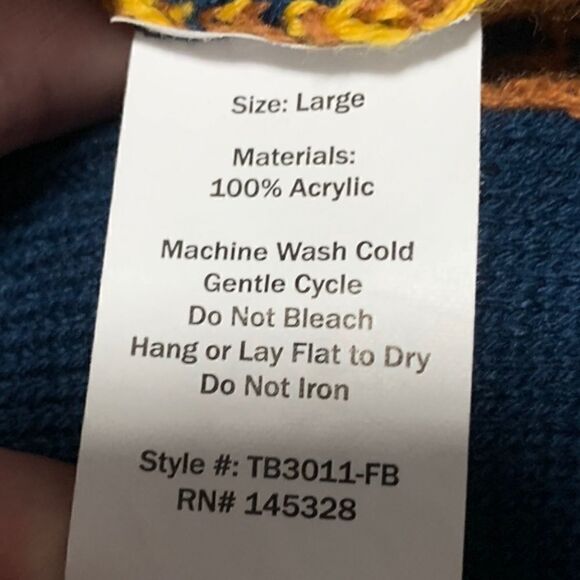 Size: Large
Materials:
100% Acrylic
Machine Wash Cold
Gentle Cycle
Do Not Bleach
Hang or Lay Flat to Dry
Do Not Iron
Style #: TB3011-FB
RN# 145328